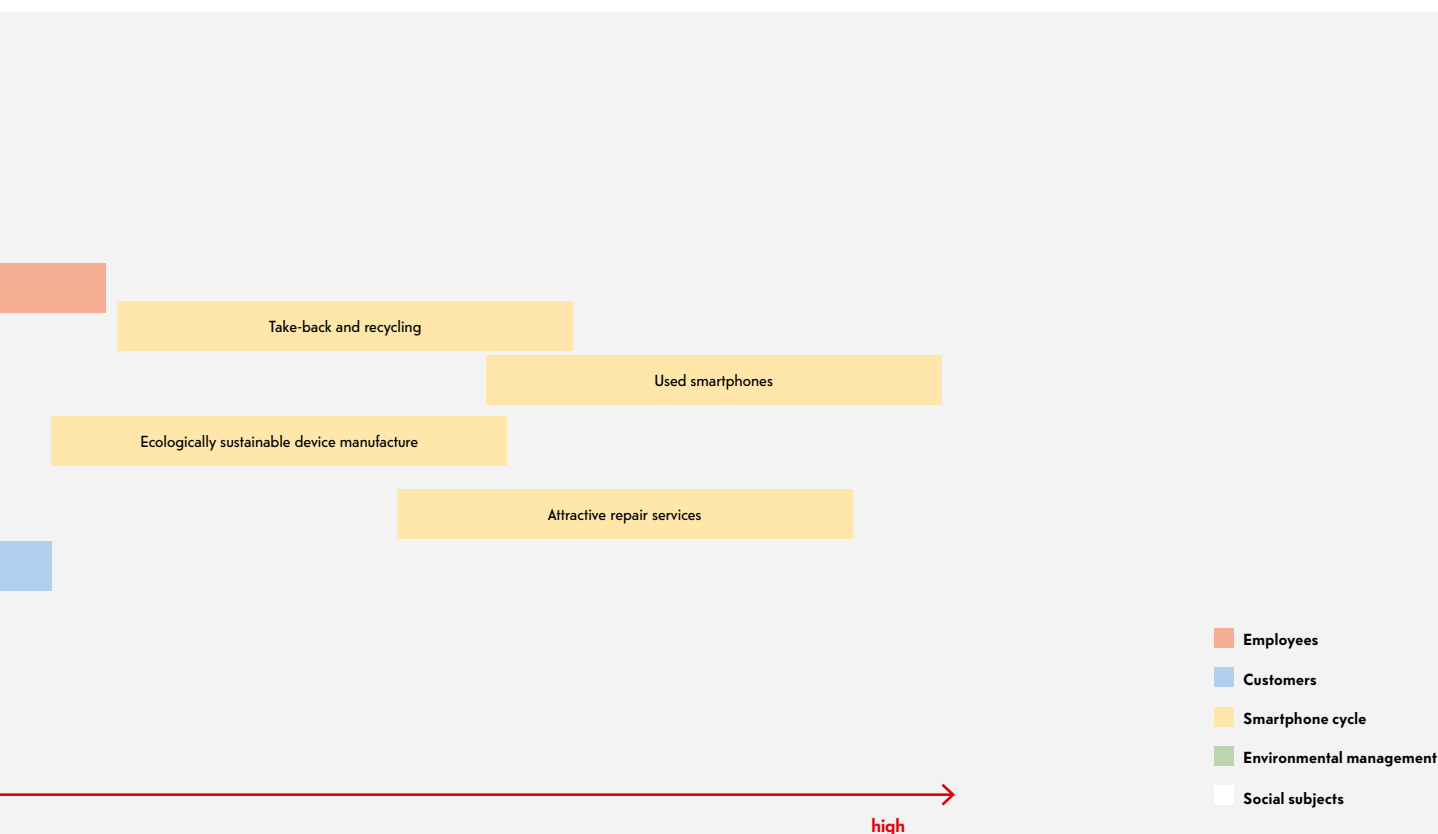 Take-back and recycling
Used smartphones
Ecologically sustainable device manufacture
Attractive repair services
Employees
Customers
Smartphone cycle
Environmental management
Social subjects
high